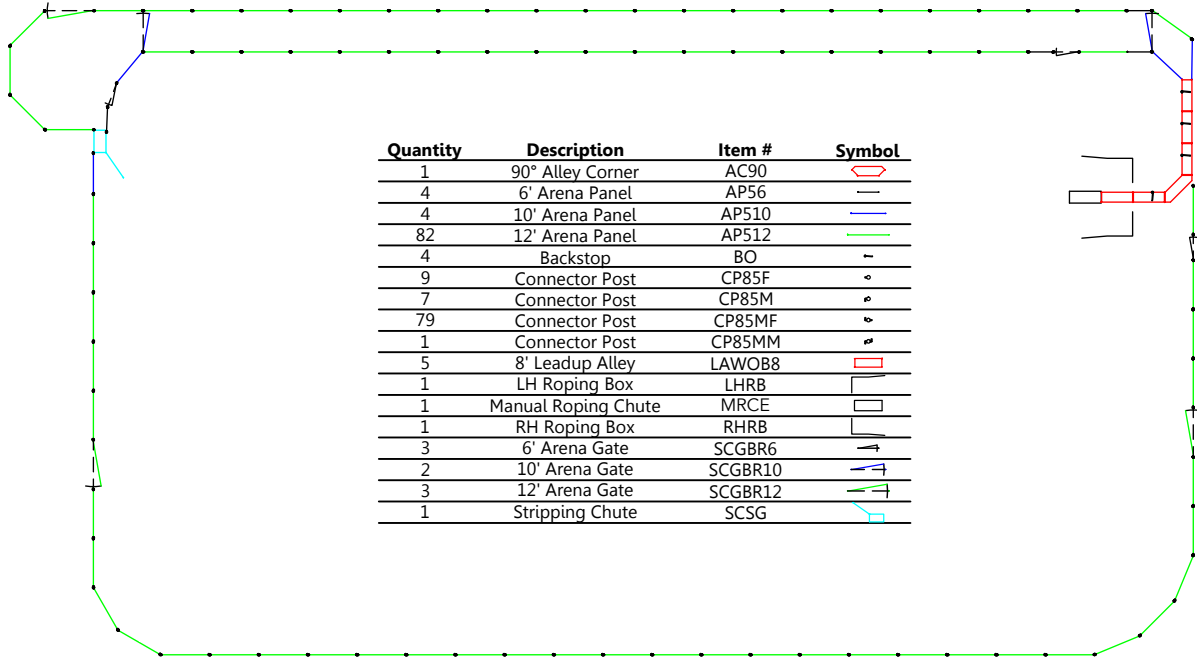 Quantity Description Item # Symbol
1 90° Alley Corner AC90
4 6' Arena Panel AP56
4 10' Arena Panel AP510
82 12' Arena Panel AP512
4 Backstop BO
9 Connector Post CP85F
7 Connector Post CP85M
79 Connector Post CP85MF
1 Connector Post CP85MM
5 8' Leadup Alley LAWOB8
1 LH Roping Box LHRB
1 Manual Roping Chute MRCE
1 RH Roping Box RHRB
3 6' Arena Gate SCGBR6
2 10' Arena Gate SCGBR10
3 12' Arena Gate SCGBR12
1 Stripping Chute SCSG